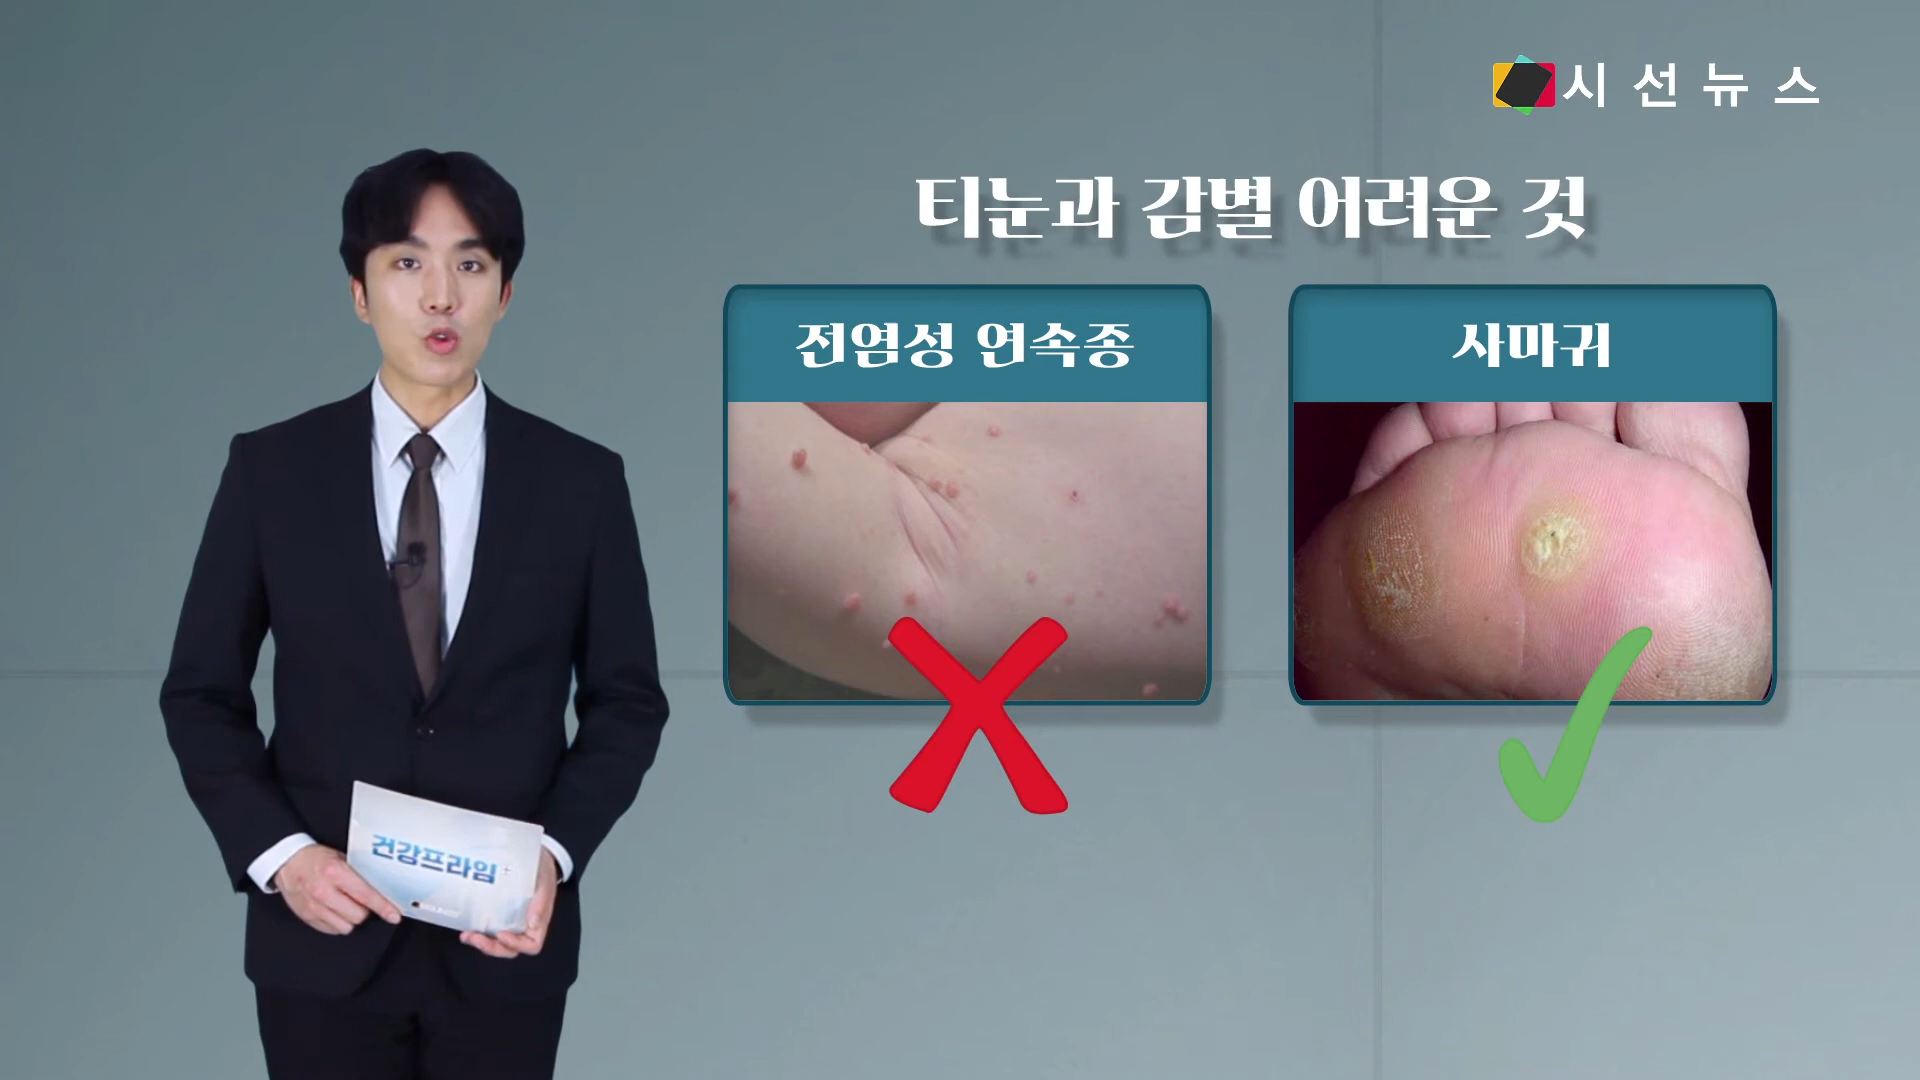 시선뉴스
티눈과 감별 어려운 것
전염성 연속종
사마귀
건강프라임+